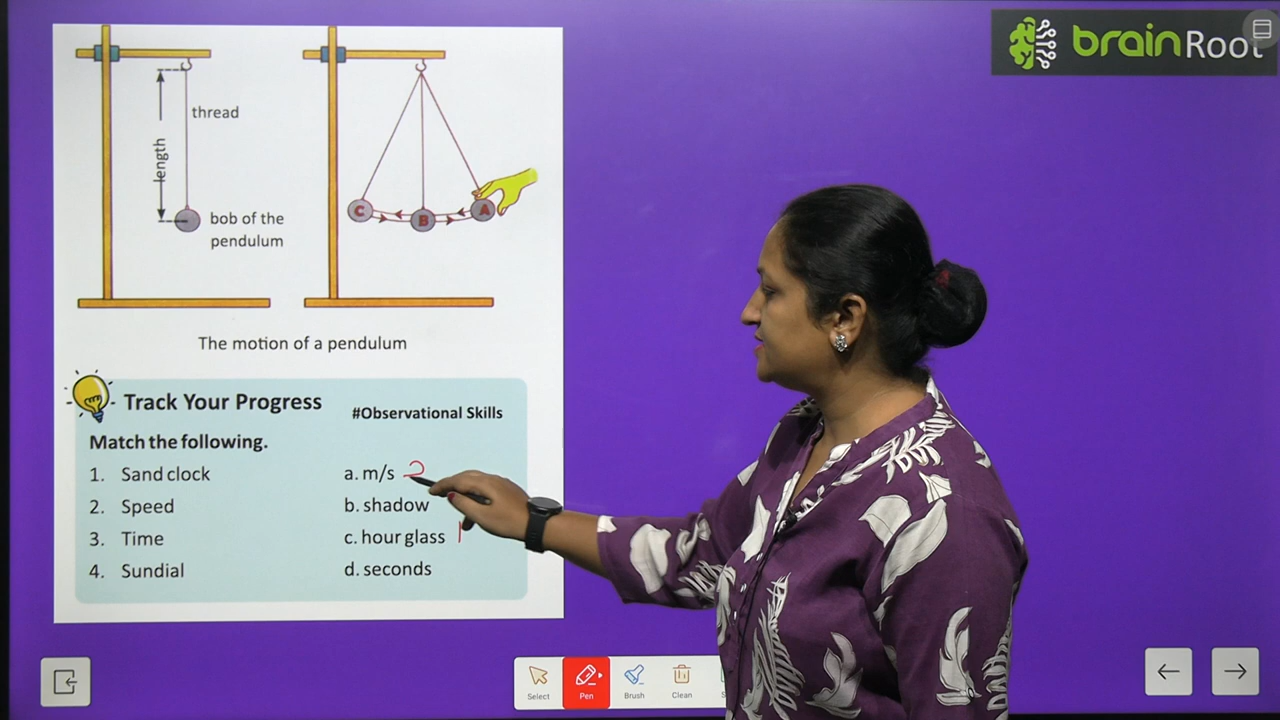 brainRoot
thread
length
bob of the
pendulum
C
B
A
The motion of a pendulum
Track Your Progress
#Observational Skills
Match the following.
1. Sand clock
a. m/s 2
2. Speed
b. shadow
3. Time
c. hour glass 1
4. Sundial
d. seconds
Select
Pen
Brush
Clean